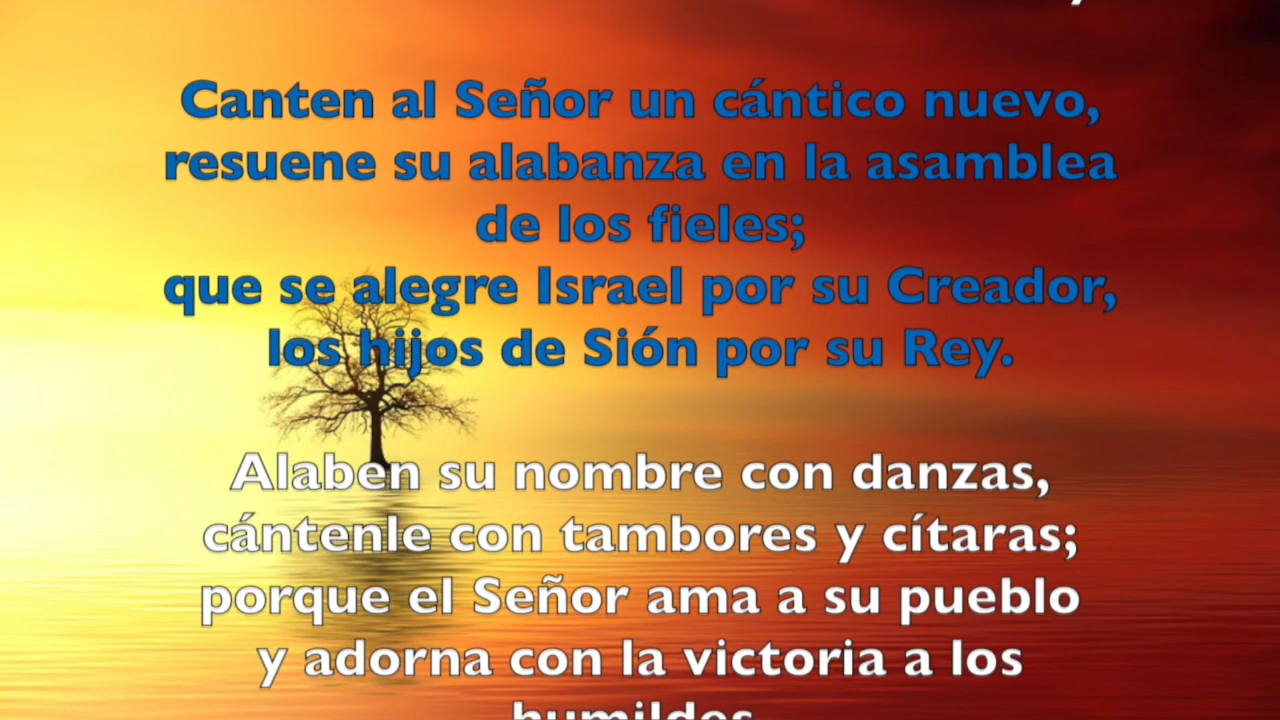 Canten al Señor un cántico nuevo,
resuene su alabanza en la asamblea
de los fieles;
que se alegre Israel por su Creador,
los hijos de Sión por su Rey.
Alaben su nombre con danzas,
cántenle con tambores y cítaras;
porque el Señor ama a su pueblo
y adorna con la victoria a los
humildes.